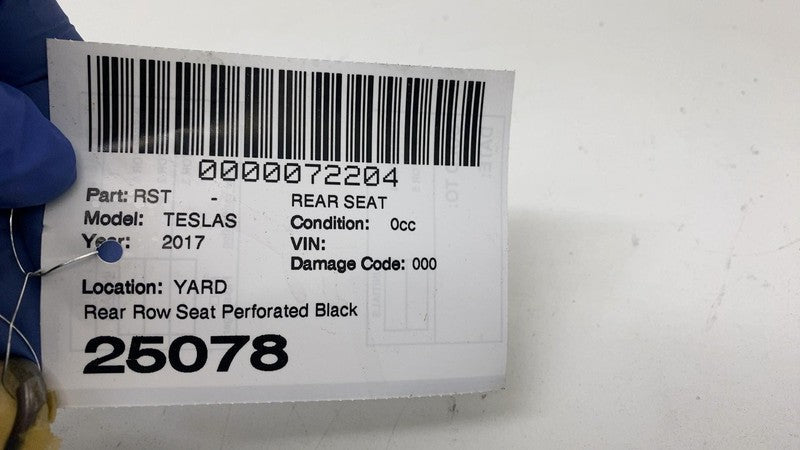 0000072204
Part: RST - REAR SEAT
Model: TESLAS Condition: 0cc
Year: 2017 VIN:
Damage Code: 000
Location: YARD
Rear Row Seat Perforated Black
25078